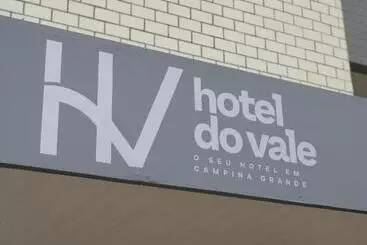 HV
hotel
do vale
O SEU HOTEL EM
CAMPINA GRANDE